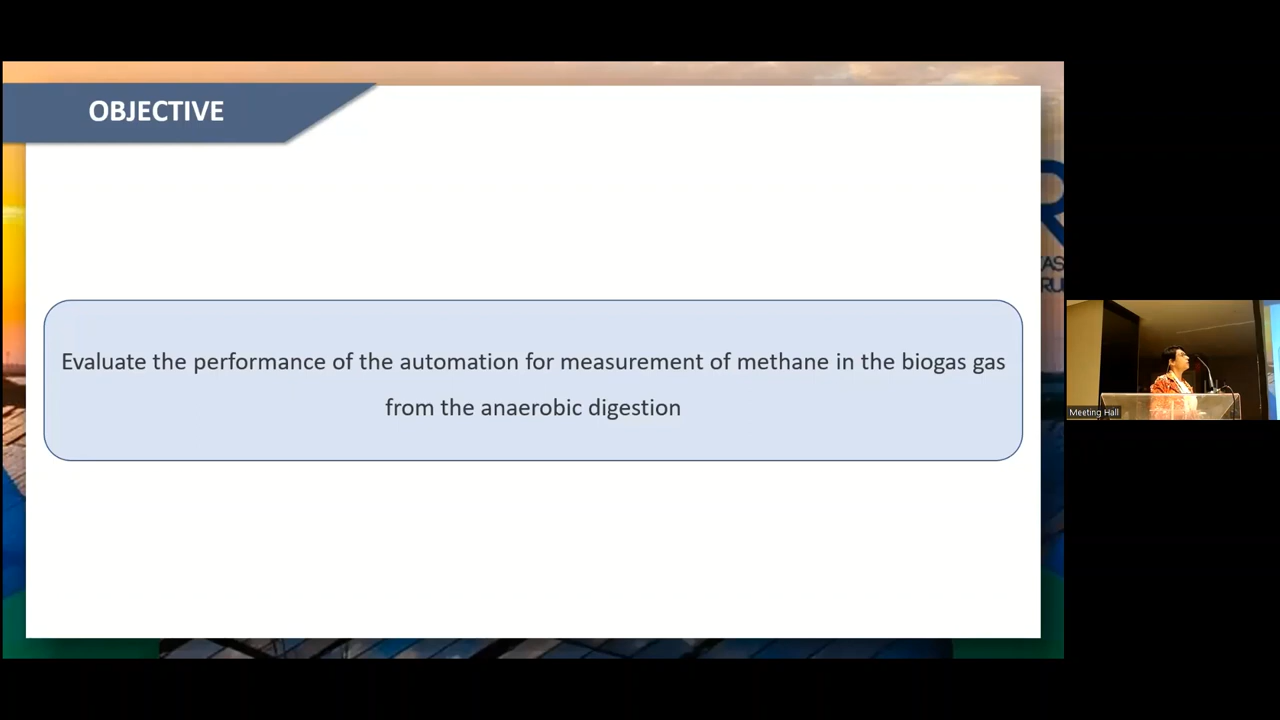 OBJECTIVE
Evaluate the performance of the automation for measurement of methane in the biogas gas
from the anaerobic digestion
Meeting Hall